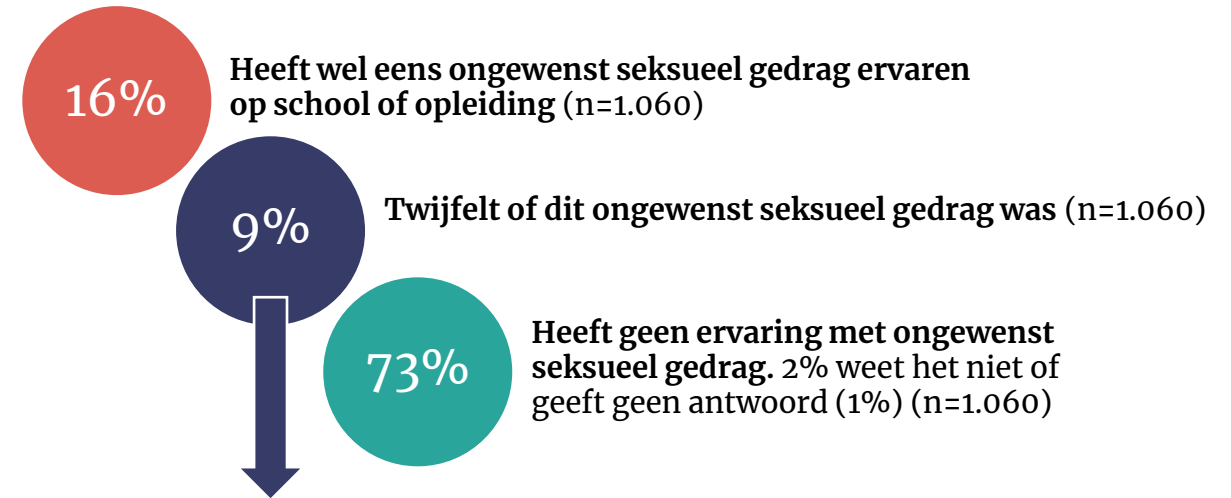 16%
Heeft wel eens ongewenst seksueel gedrag ervaren
op school of opleiding (n=1.060)
9%
Twijfelt of dit ongewenst seksueel gedrag was (n=1.060)
73%
Heeft geen ervaring met ongewenst
seksueel gedrag. 2% weet het niet of
geeft geen antwoord (1%) (n=1.060)